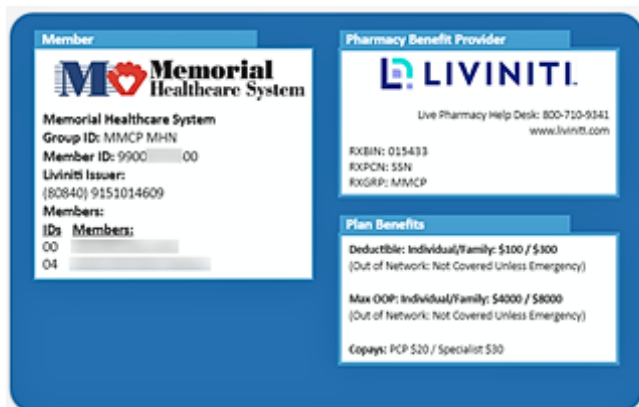 Member
Memorial
Healthcare System
Memorial Healthcare System
Group ID: MMCP MHN
Member ID: 9900 00
Liviniti Issuer:
(80840) 9151014609
Members:
IDs Members:
00
04
Pharmacy Benefit Provider
LIVINITI
Live Pharmacy Help Desk: 800-710-9341
www.liviniti.com
RXBIN: 015433
RXPCN: SSN
RXGRP: MMCP
Plan Benefits
Deductible: Individual/Family: $100 / $300
(Out of Network: Not Covered Unless Emergency)
Max OOP: Individual/Family: $4000 / $8000
(Out of Network: Not Covered Unless Emergency)
Copays: PCP $20 / Specialist $30